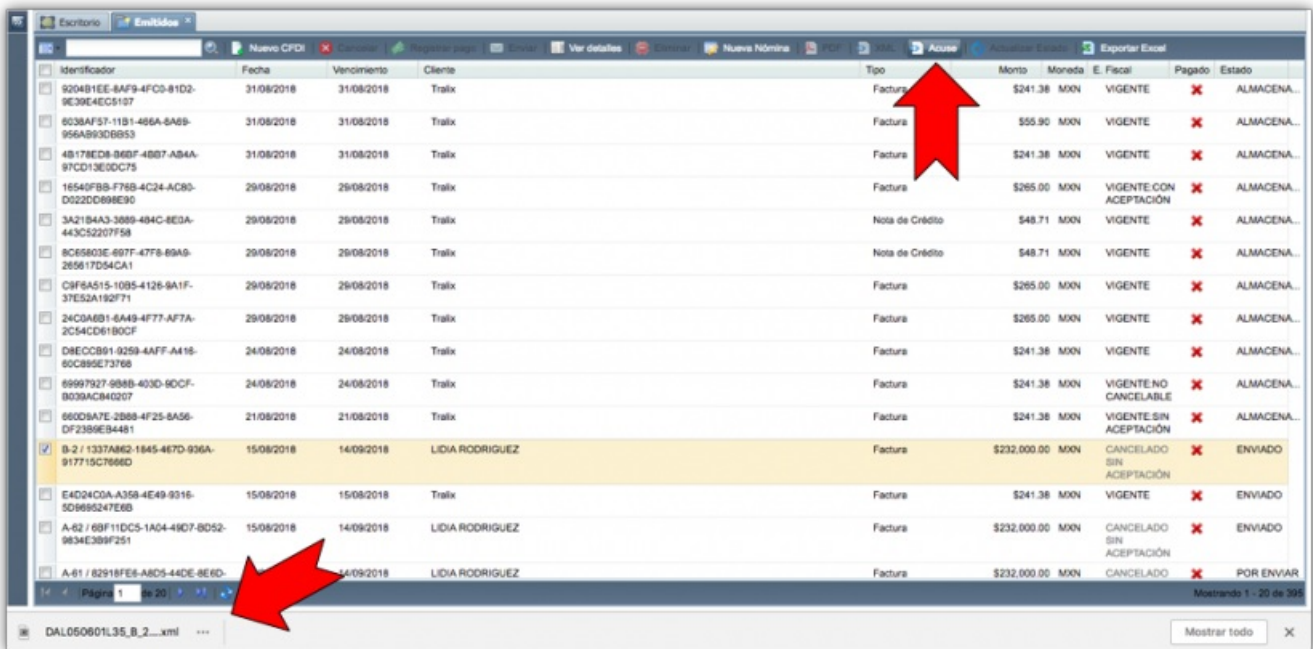 Escritorio Emitidos
Nuevo CFDI Cancelar Registrar pago Enviar Ver detalles Eliminar Nueva Nómina PDF XML Acuse Actualizar Estado Exportar Excel
Identificador Fecha Vencimiento Cliente Tipo Monto Moneda E. Fiscal Pagado Estado
9204B1EE-8AF9-4FC0-81D2- 31/08/2018 31/08/2018 Tralix Factura $241.38 MXN VIGENTE ALMACENA...
9E39E4EC5107
6038AF57-11B1-466A-8A69- 31/08/2018 31/08/2018 Tralix Factura $55.90 MXN VIGENTE ALMACENA...
956AB93DBB53
4B178ED8-B6BF-4BB7-AB4A- 31/08/2018 31/08/2018 Tralix Factura $241.38 MXN VIGENTE ALMACENA...
97CD13E0DC75
16540FBB-F76B-4C24-AC80- 29/08/2018 29/08/2018 Tralix Factura $265.00 MXN VIGENTE:CON ALMACENA...
D022DD898E90 ACEPTACIÓN
3A21B4A3-3889-484C-8E0A- 29/08/2018 29/08/2018 Tralix Nota de Crédito $48.71 MXN VIGENTE ALMACENA...
443C52207F58
8C65803E-697F-47F8-89A9- 29/08/2018 29/08/2018 Tralix Nota de Crédito $48.71 MXN VIGENTE ALMACENA...
265617D54CA1
C9F6A515-10B5-4126-9A1F- 29/08/2018 29/08/2018 Tralix Factura $265.00 MXN VIGENTE ALMACENA...
37E52A192F71
24C0A6B1-6A49-4F77-AF7A- 29/08/2018 29/08/2018 Tralix Factura $265.00 MXN VIGENTE ALMACENA...
2C54CD61B0CF
D8ECCB91-9259-4AFF-A416- 24/08/2018 24/08/2018 Tralix Factura $241.38 MXN VIGENTE ALMACENA...
60C895E73768
69997927-9B8B-403D-9DCF- 24/08/2018 24/08/2018 Tralix Factura $241.38 MXN VIGENTE:NO ALMACENA...
B039AC840207 CANCELABLE
660D9A7E-2B88-4F25-8A56- 21/08/2018 21/08/2018 Tralix Factura $241.38 MXN VIGENTE:SIN ALMACENA...
DF23B9EB4481 ACEPTACIÓN
B-2 / 1337A862-1845-467D-936A- 15/08/2018 14/09/2018 LIDIA RODRIGUEZ Factura $232,000.00 MXN CANCELADO ENVIADO
917715C7666D SIN
ACEPTACIÓN
E4D24C0A-A358-4E49-9316- 15/08/2018 15/08/2018 Tralix Factura $241.38 MXN VIGENTE ENVIADO
5D9695247E6B
A-62 / 6BF11DC5-1A04-49D7-BD52- 15/08/2018 14/09/2018 LIDIA RODRIGUEZ Factura $232,000.00 MXN CANCELADO ENVIADO
9834E3B9F251 SIN
ACEPTACIÓN
A-61 / 82918FE6-A8D5-44DE-8E6D- 14/09/2018 LIDIA RODRIGUEZ Factura $232,000.00 MXN CANCELADO POR ENVIAR
Página 1 de 20 Mostrando 1 - 20 de 395
DAL050601L35_B_2....xml ... Mostrar todo